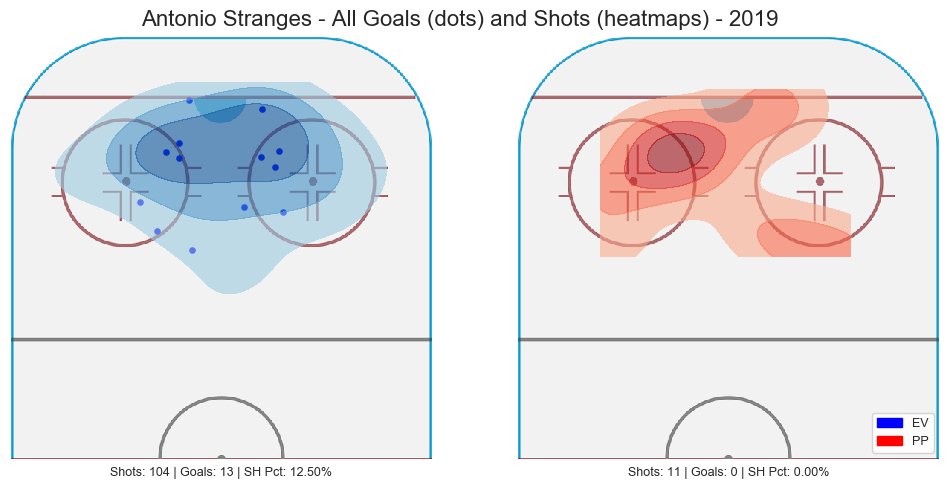 Antonio Stranges - All Goals (dots) and Shots (heatmaps) - 2019
EV
PP
Shots: 104 | Goals: 13 | SH Pct: 12.50%
Shots: 11 | Goals: 0 | SH Pct: 0.00%